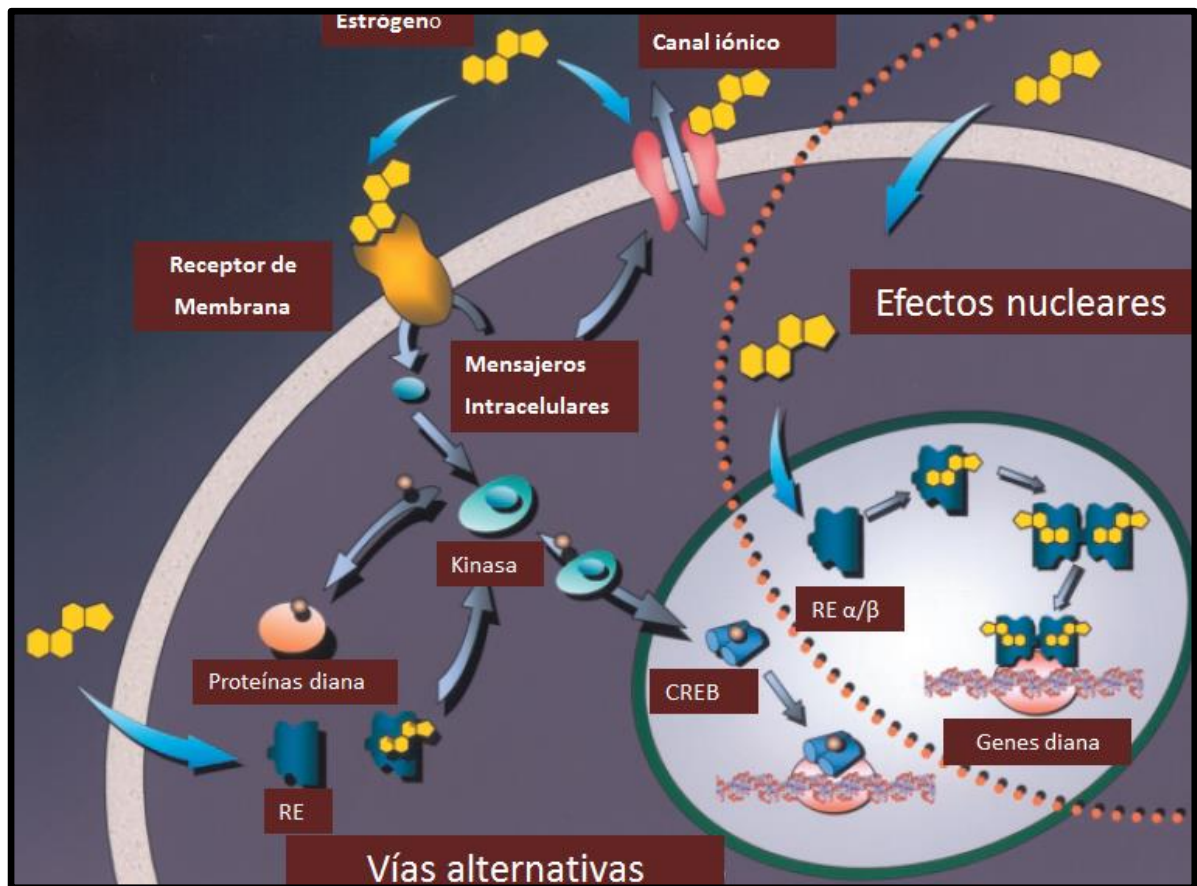 Estrógeno
Canal iónico
Receptor de
Membrana
Efectos nucleares
Mensajeros
Intracelulares
Kinasa
RE α/β
Proteínas diana
CREB
Genes diana
RE
Vías alternativas